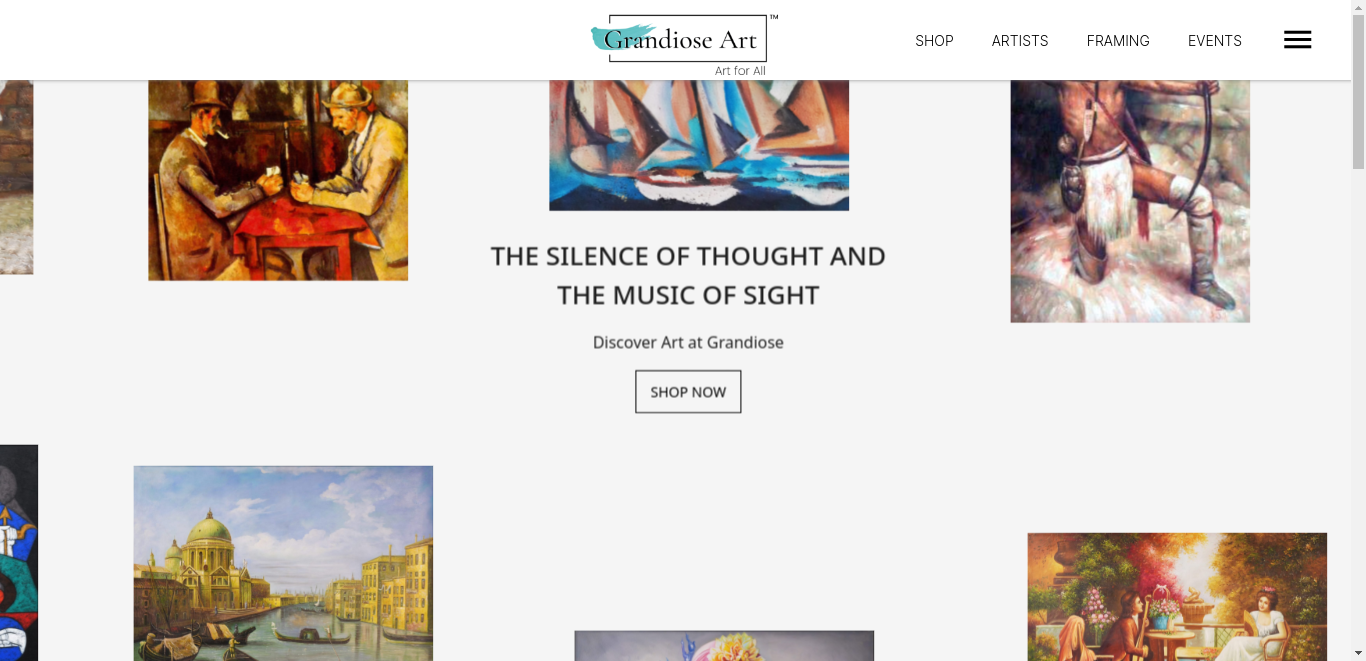 Grandiose Art™
Art for All
SHOP
ARTISTS
FRAMING
EVENTS
THE SILENCE OF THOUGHT AND
THE MUSIC OF SIGHT
Discover Art at Grandiose
SHOP NOW